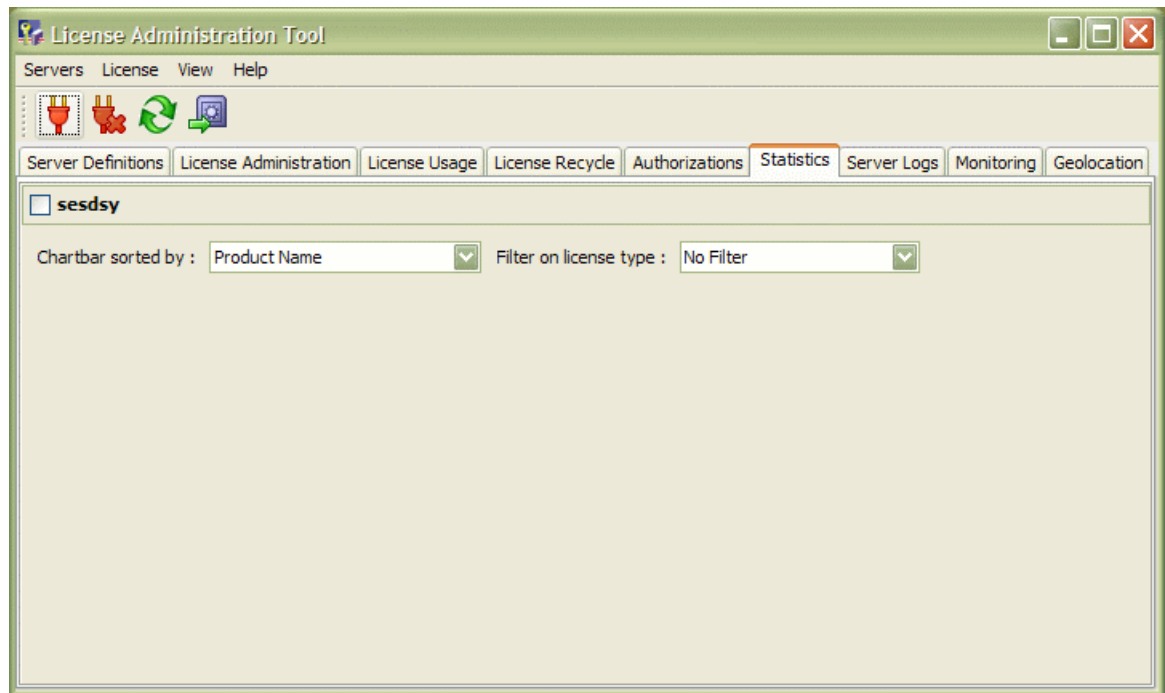 License Administration Tool
Servers License View Help
Server Definitions License Administration License Usage License Recycle Authorizations Statistics Server Logs Monitoring Geolocation
sesdsy
Chartbar sorted by : Product Name Filter on license type : No Filter